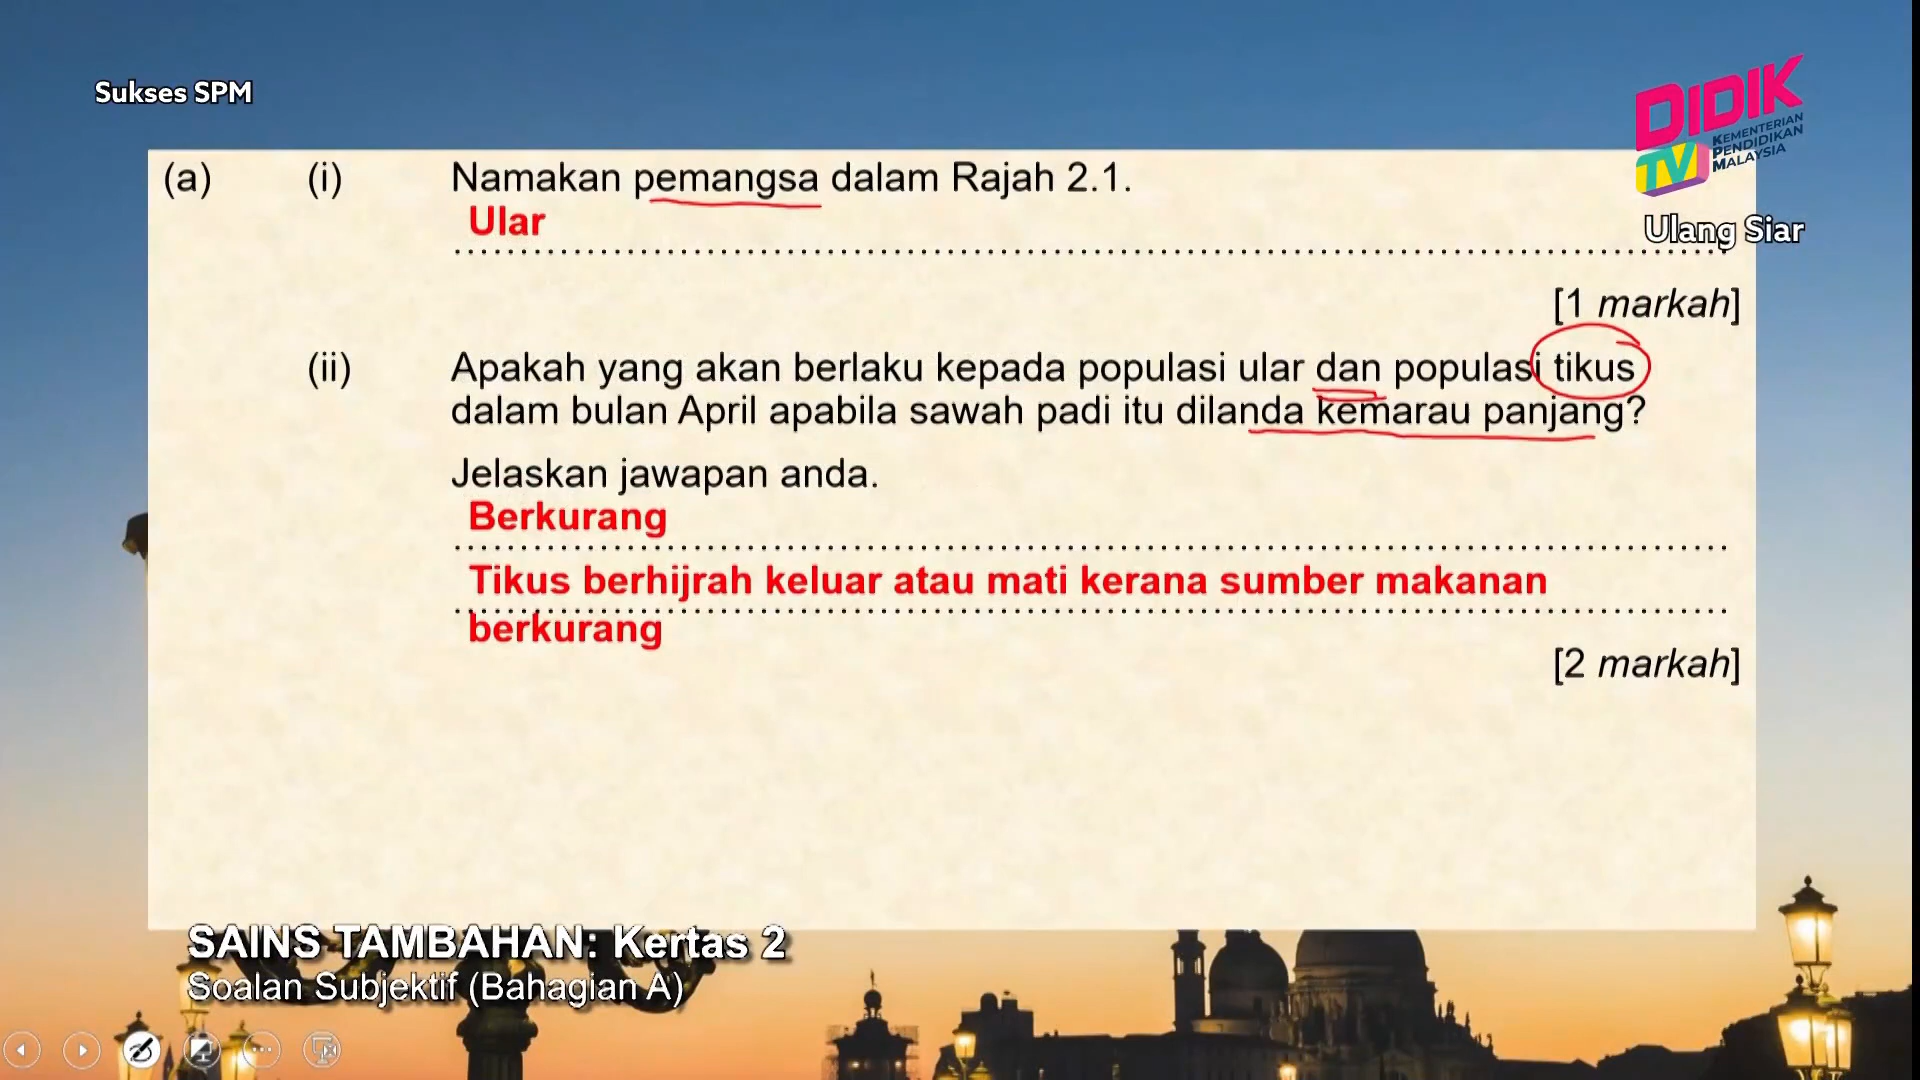 Sukses SPM
DIDIK
TV
KEMENTERIAN
PENDIDIKAN
MALAYSIA
Ulang Siar
(a) (i) Namakan pemangsa dalam Rajah 2.1.
Ular
[1 markah]
(ii) Apakah yang akan berlaku kepada populasi ular dan populasi tikus
dalam bulan April apabila sawah padi itu dilanda kemarau panjang?
Jelaskan jawapan anda.
Berkurang
Tikus berhijrah keluar atau mati kerana sumber makanan
berkurang
[2 markah]
SAINS TAMBAHAN: Kertas 2
Soalan Subjektif (Bahagian A)